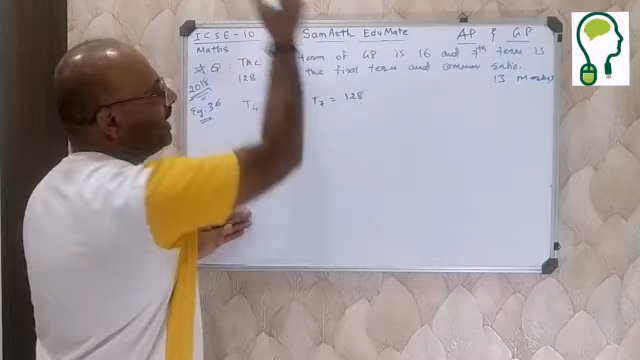 ICSE-10 SamArth EduMate AP & GP
Maths term of GP is 16 and 7th term is
Q: The 128 the first term and common ratio.
2018 (3 marks)
Eg. 36 T4 T7 = 128